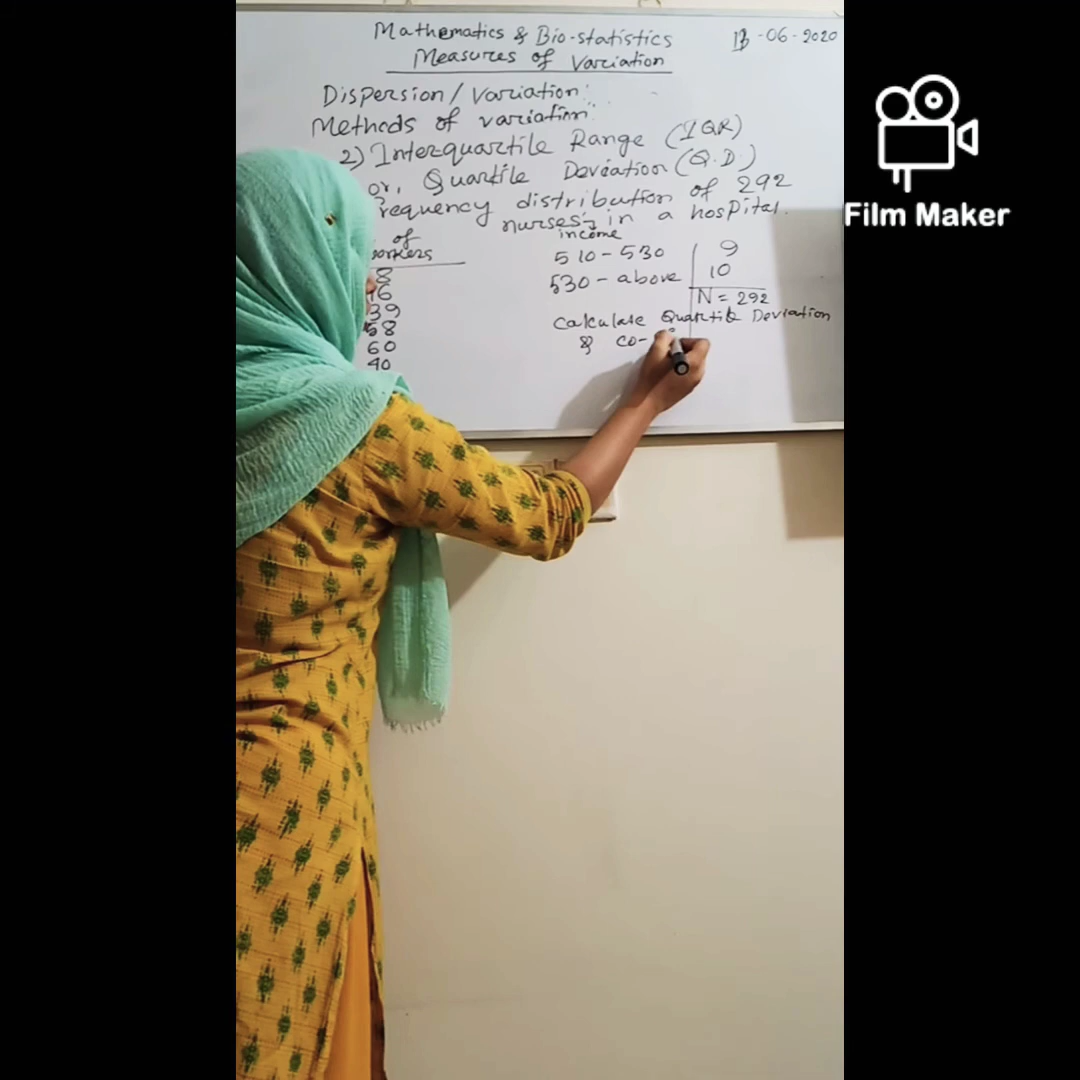 Mathematics & Bio-statistics
Measures of Variation
13-06-2020
Dispersion/Variation:
Methods of variation:
2) Interquartile Range (IQR)
or, Quartile Deviation (Q.D)
requency distribution of 292
nurses in a hospital.
of
workers
8
16
39
58
60
40
income
510-530 9
530-above 10
N = 292
Calculate Quartile Deviation
& co-
Film Maker